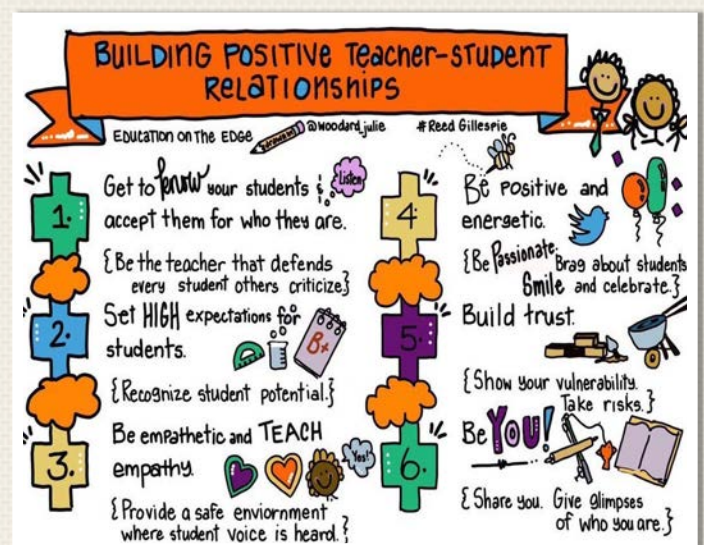 BUILDING POSITIVE TEACHER-STUDENT
RELATIONSHIPS
EDUCATION ON THE EDGE @woodard_julie #Reed Gillespie
1. Get to know your students &
Listen
accept them for who they are.
{Be the teacher that defends
every student others criticize.}
2. Set HIGH expectations for
students.
B+
{Recognize student potential.}
3. Be empathetic and TEACH
empathy.
Yes!
{Provide a safe enviornment
where student voice is heard.}
4 Be positive and
energetic.
{Be Passionate. Brag about students
Smile and celebrate.}
5. Build trust.
{Show your vulnerability.
Take risks.}
6. Be YOU!
{Share you. Give glimpses
of who you are.}